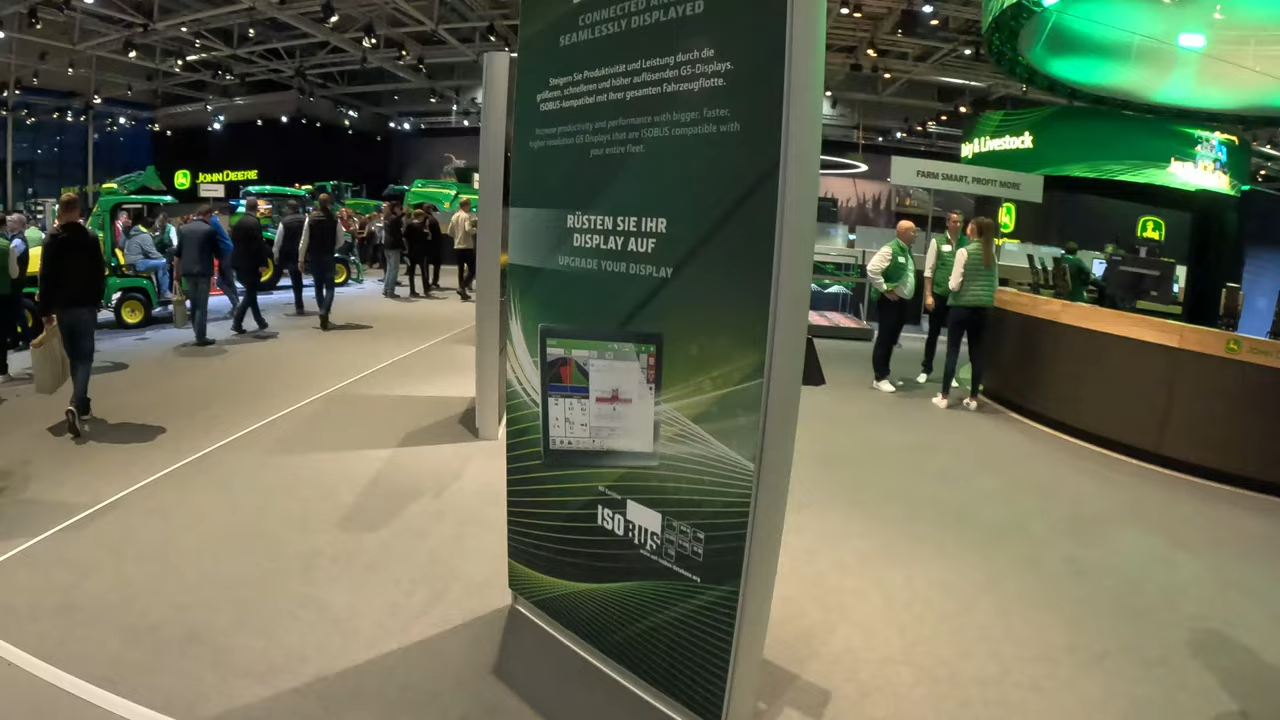 CONNECTED AND
SEAMLESSLY DISPLAYED
Steigern Sie Produktivität und Leistung durch die
größeren, schnelleren und höher auflösenden G5-Displays.
ISOBUS-kompatibel mit Ihrer gesamten Fahrzeugflotte.
Increase productivity and performance with bigger, faster,
higher resolution G5 Displays that are ISOBUS compatible with
your entire fleet.
RÜSTEN SIE IHR
DISPLAY AUF
UPGRADE YOUR DISPLAY
ISOBUS
JOHN DEERE
& Livestock
FARM SMART, PROFIT MORE